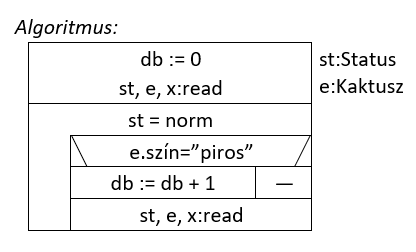 Algoritmus:
db := 0
st:Status
st, e, x:read
e:Kaktusz
st = norm
e.szín=”piros”
db := db + 1
—
st, e, x:read